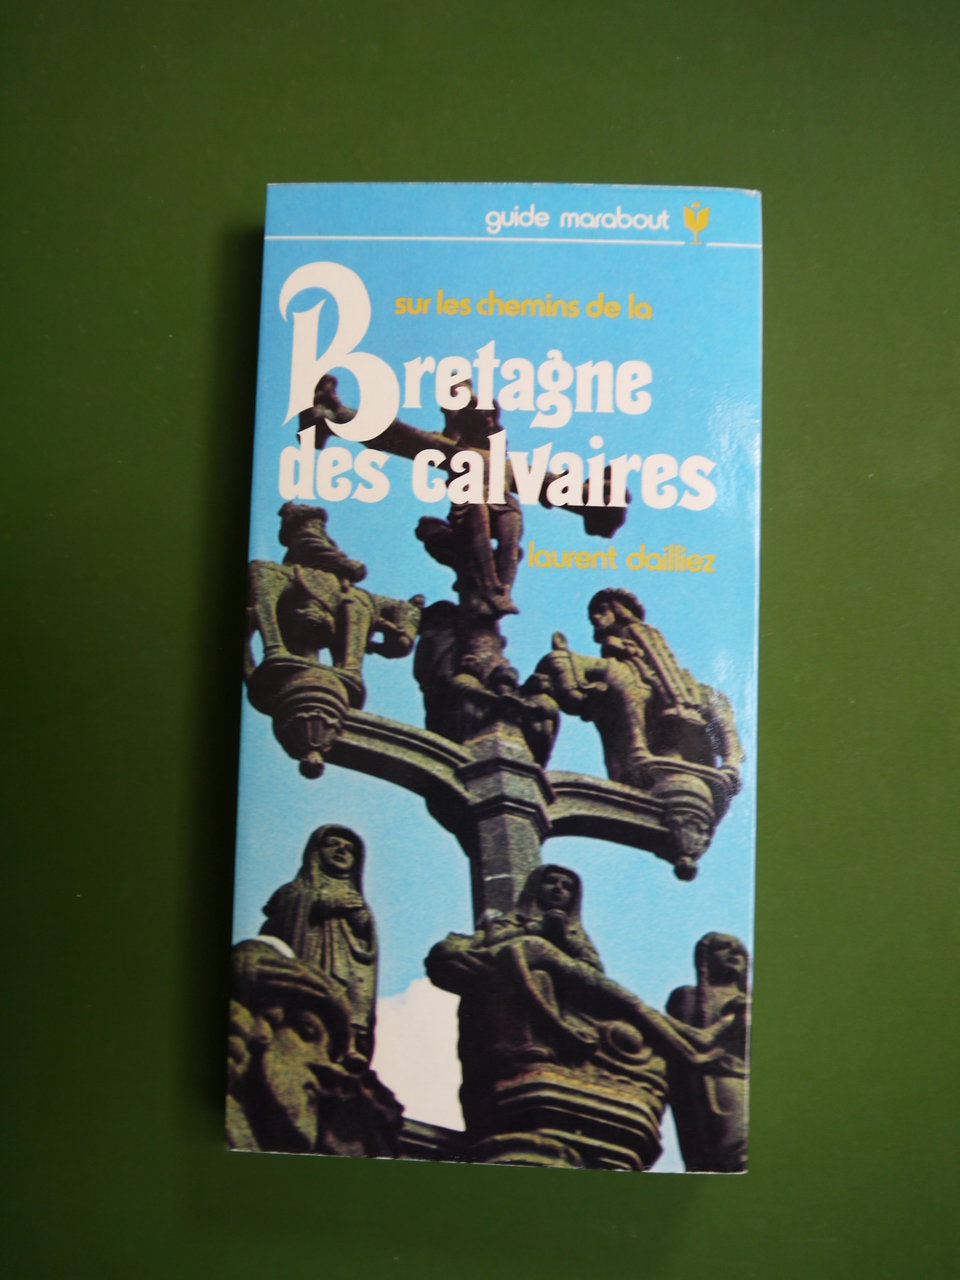 guide marabout
sur les chemins de la
Bretagne
des calvaires
laurent dailliez